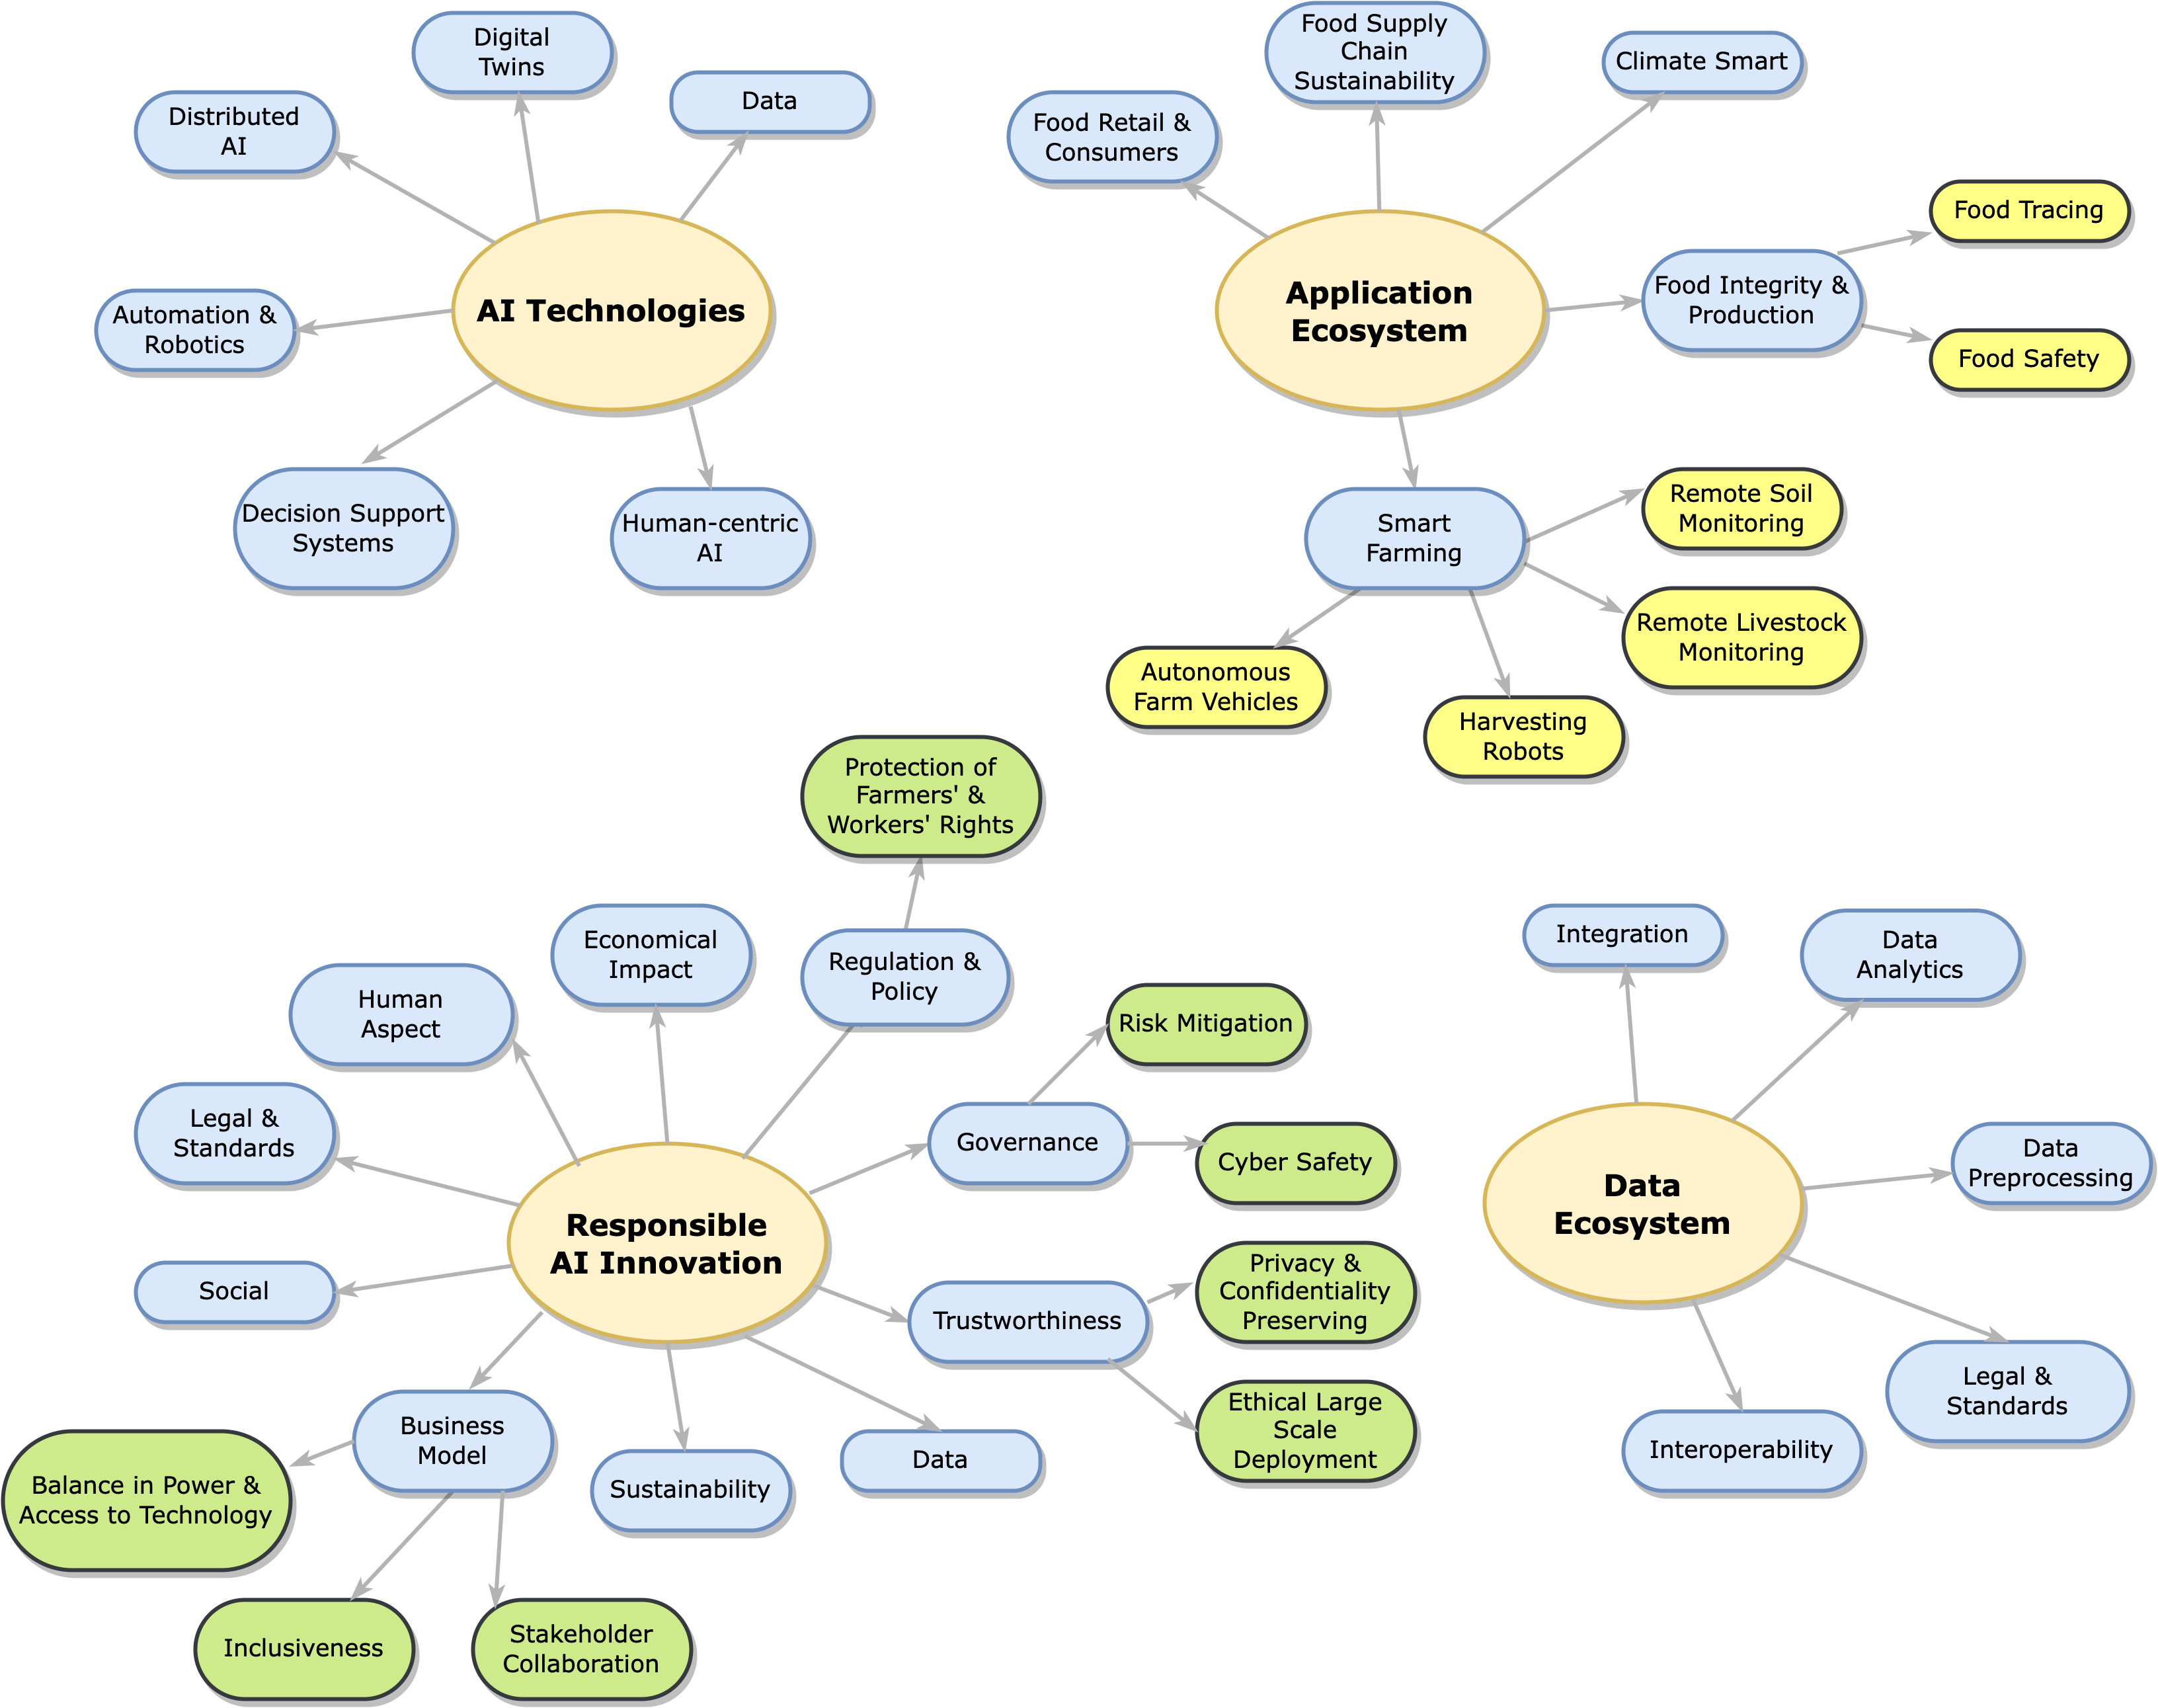 Digital
Twins
Data
Distributed
AI
AI Technologies
Automation &
Robotics
Decision Support
Systems
Human-centric
AI
Food Supply
Chain
Sustainability
Climate Smart
Food Retail &
Consumers
Application
Ecosystem
Food Integrity &
Production
Food Tracing
Food Safety
Smart
Farming
Remote Soil
Monitoring
Remote Livestock
Monitoring
Autonomous
Farm Vehicles
Harvesting
Robots
Protection of
Farmers' &
Workers' Rights
Economical
Impact
Regulation &
Policy
Human
Aspect
Risk Mitigation
Legal &
Standards
Governance
Cyber Safety
Responsible
AI Innovation
Social
Trustworthiness
Privacy &
Confidentiality
Preserving
Ethical Large
Scale
Deployment
Business
Model
Sustainability
Data
Balance in Power &
Access to Technology
Inclusiveness
Stakeholder
Collaboration
Integration
Data
Analytics
Data
Preprocessing
Data
Ecosystem
Legal &
Standards
Interoperability